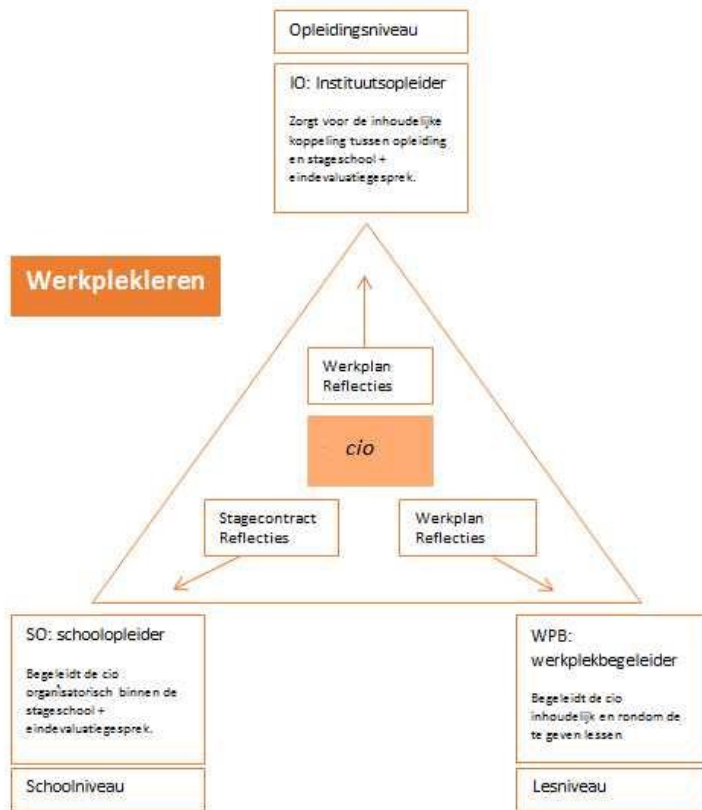 Opleidingsniveau
IO: Instituutsopleider
Zorgt voor de inhoudelijke
koppeling tussen opleiding
en stageschool +
eindevaluatiegesprek.
Werkplekleren
Werkplan
Reflecties
cio
Stagecontract
Reflecties
Werkplan
Reflecties
SO: schoolopleider
Begeleidt de cio
organisatorisch binnen de
stageschool +
eindevaluatiegesprek.
Schoolniveau
WPB:
werkplekbegeleider
Begeleidt de cio
inhoudelijk en rondom de
te geven lessen
Lesniveau